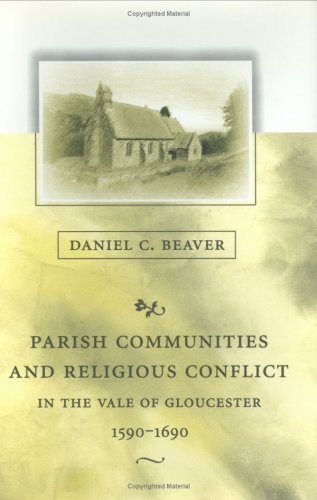 Copyrighted Material
DANIEL C. BEAVER
PARISH COMMUNITIES
AND RELIGIOUS CONFLICT
IN THE VALE OF GLOUCESTER
1590–1690
Copyrighted Material